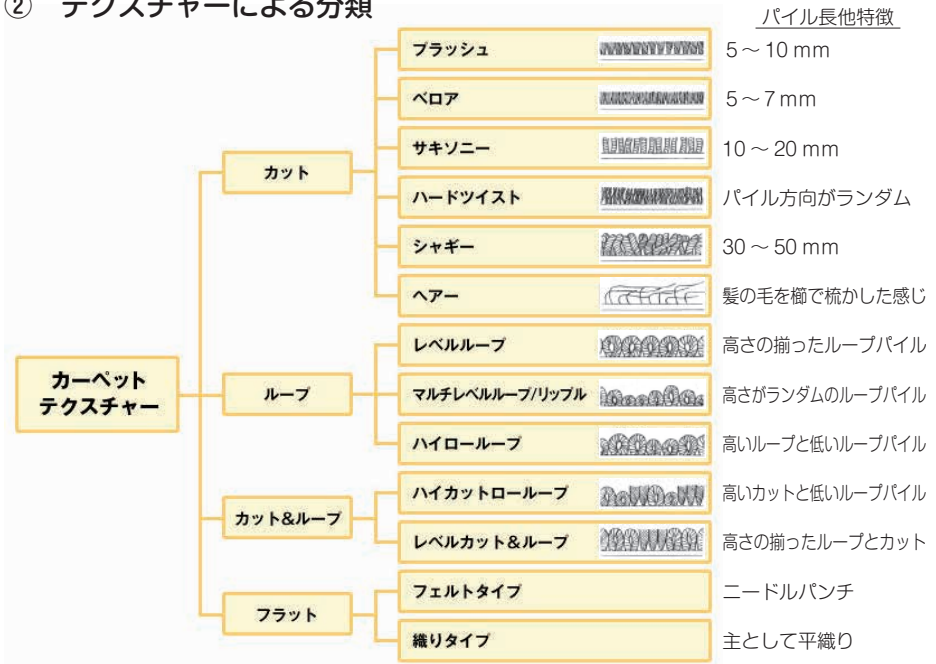 ② テクスチャーによる分類
パイル長他特徴
カーペット
テクスチャー
カット
プラッシュ 5～10 mm
ベロア 5～7 mm
サキソニー 10～20 mm
ハードツイスト パイル方向がランダム
シャギー 30～50 mm
ヘアー 髪の毛を櫛で梳かした感じ
ループ
レベルループ 高さの揃ったループパイル
マルチレベルループ/リップル 高さがランダムのループパイル
ハイローループ 高いループと低いループパイル
カット&ループ
ハイカットローループ 高いカットと低いループパイル
レベルカット&ループ 高さの揃ったループとカット
フラット
フェルトタイプ ニードルパンチ
織りタイプ 主として平織り